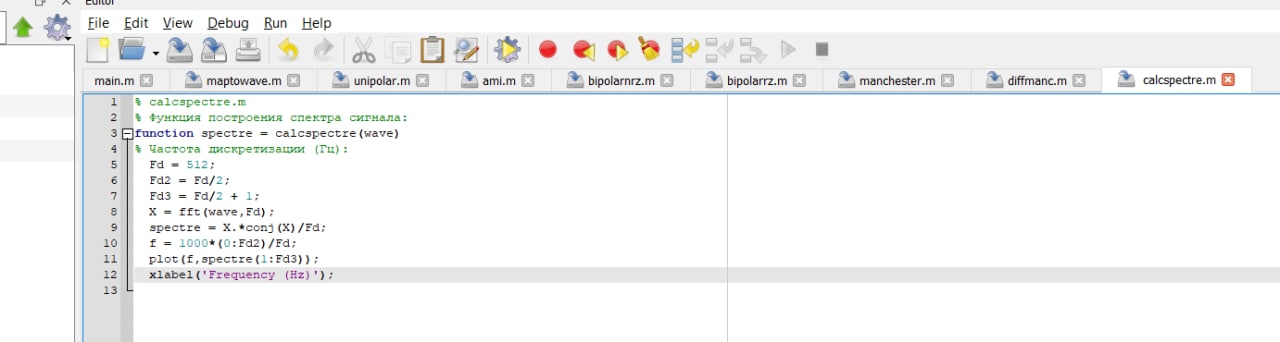 Editor
File Edit View Debug Run Help
main.m maptowave.m unipolar.m ami.m bipolarnrz.m bipolarrz.m manchester.m diffmanc.m calcspectre.m
1 % calcspectre.m
2 % Функция построения спектра сигнала:
3 function spectre = calcspectre(wave)
4 % Частота дискретизации (Гц):
5 Fd = 512;
6 Fd2 = Fd/2;
7 Fd3 = Fd/2 + 1;
8 X = fft(wave,Fd);
9 spectre = X.*conj(X)/Fd;
10 f = 1000*(0:Fd2)/Fd;
11 plot(f,spectre(1:Fd3));
12 xlabel('Frequency (Hz)');
13